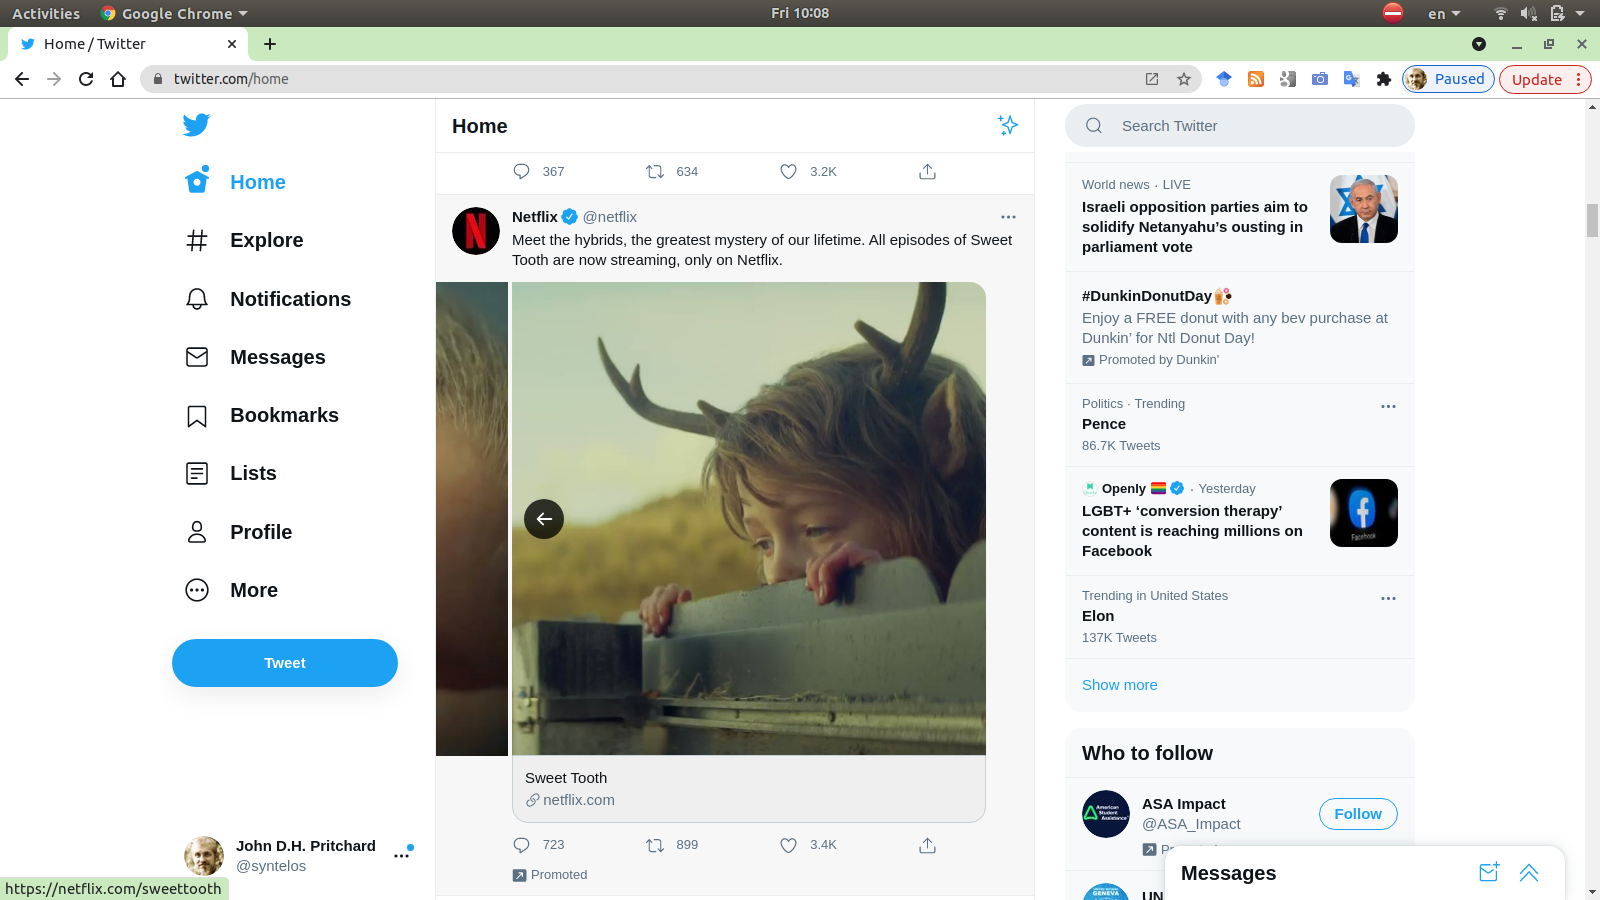 Activities
Google Chrome
Fri 10:08
en
Home / Twitter
twitter.com/home
Paused
Update
Home
Explore
Notifications
Messages
Bookmarks
Lists
Profile
More
Tweet
John D.H. Pritchard
@syntelos
https://netflix.com/sweettooth
Home
367 634 3.2K
Netflix @netflix
Meet the hybrids, the greatest mystery of our lifetime. All episodes of Sweet
Tooth are now streaming, only on Netflix.
Sweet Tooth
netflix.com
723 899 3.4K
Promoted
Search Twitter
World news · LIVE
Israeli opposition parties aim to
solidify Netanyahu’s ousting in
parliament vote
#DunkinDonutDay
Enjoy a FREE donut with any bev purchase at
Dunkin’ for Ntl Donut Day!
Promoted by Dunkin'
Politics · Trending
Pence
86.7K Tweets
Openly · Yesterday
LGBT+ ‘conversion therapy’
content is reaching millions on
Facebook
Facebook
Trending in United States
Elon
137K Tweets
Show more
Who to follow
American
Student
Assistance
ASA Impact
@ASA_Impact
Follow
GENEVA
UN
Messages